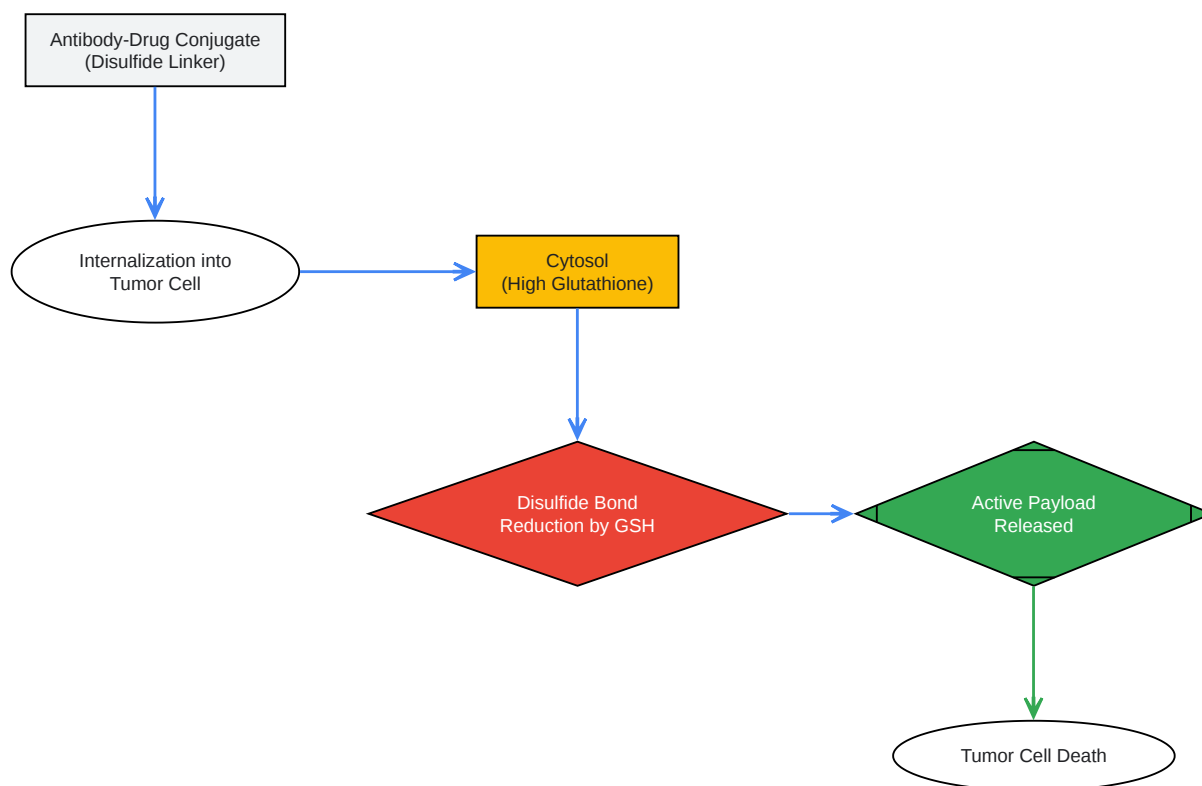 Antibody-Drug Conjugate
(Disulfide Linker)
Internalization into
Tumor Cell
Cytosol
(High Glutathione)
Disulfide Bond
Reduction by GSH
Active Payload
Released
Tumor Cell Death